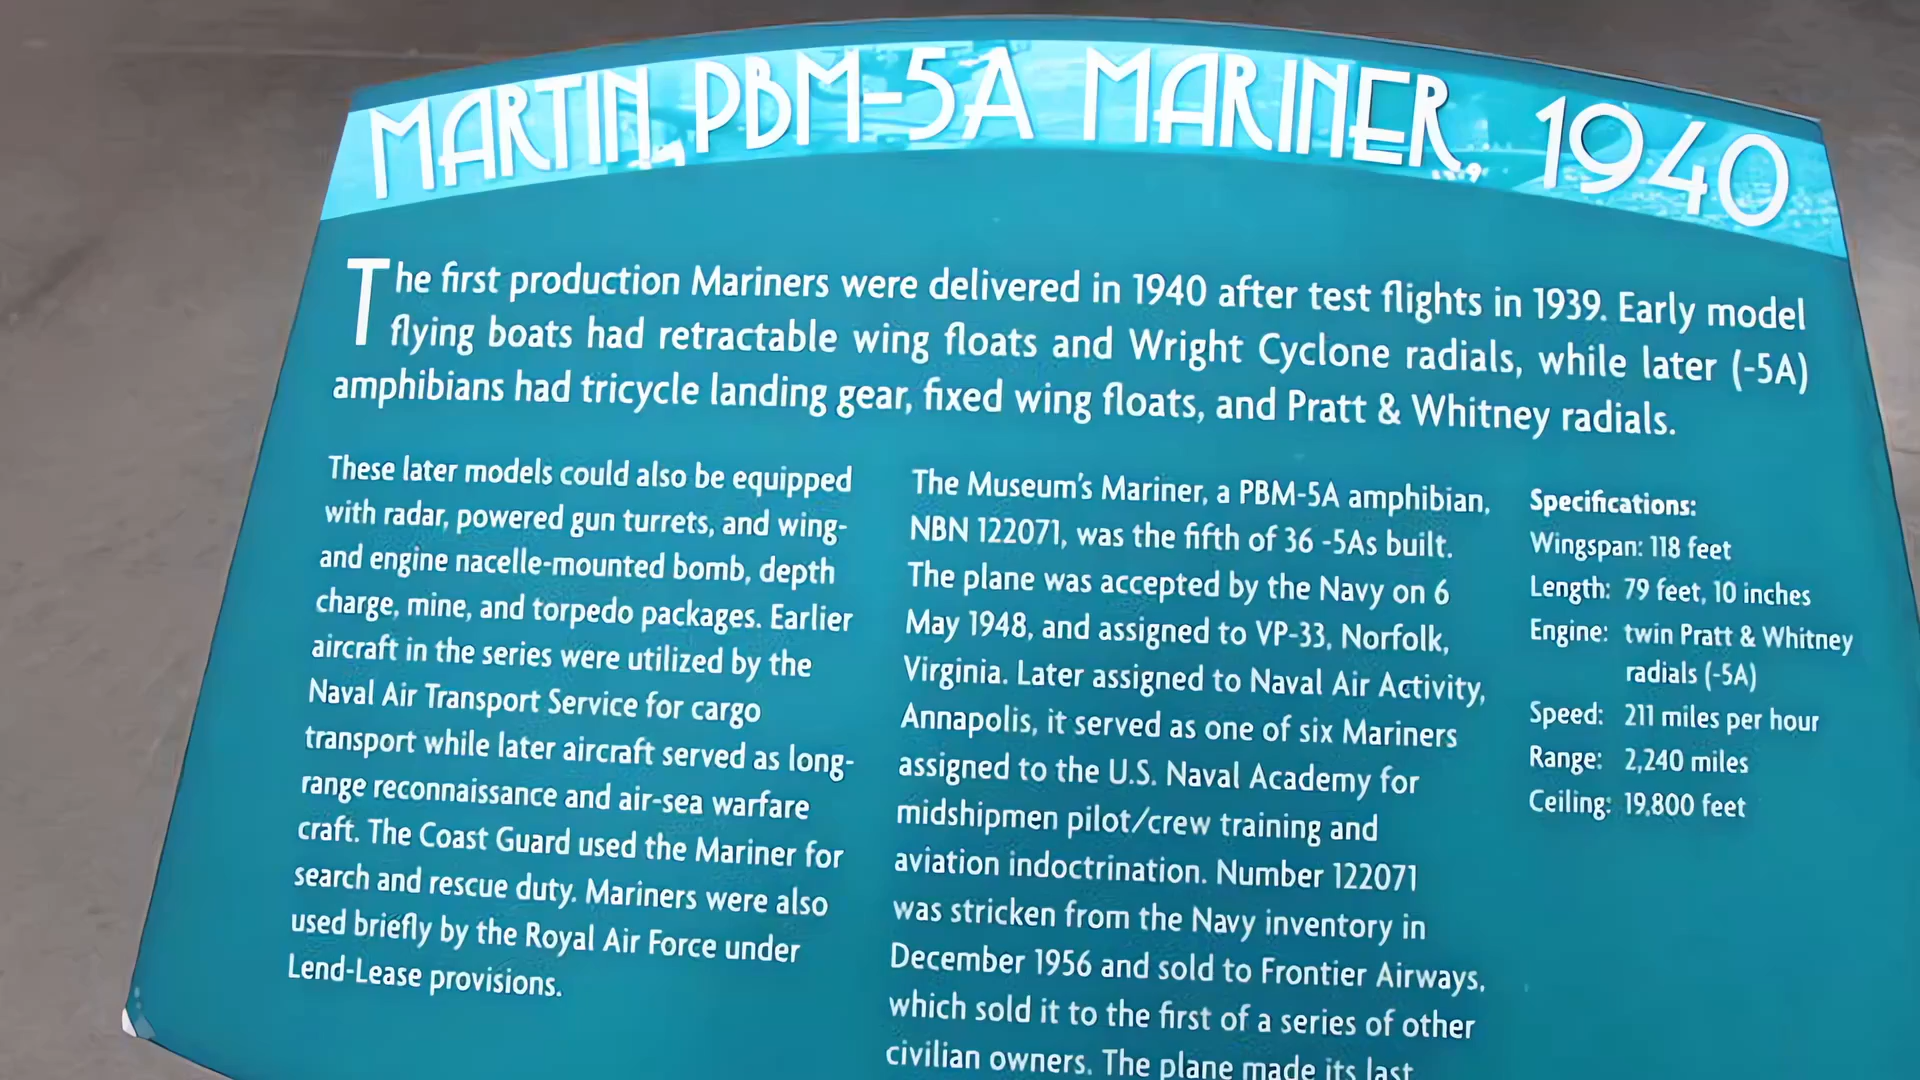 MARTIN PBM-5A MARINER, 1940
The first production Mariners were delivered in 1940 after test flights in 1939. Early model
flying boats had retractable wing floats and Wright Cyclone radials, while later (-5A)
amphibians had tricycle landing gear, fixed wing floats, and Pratt & Whitney radials.
These later models could also be equipped
with radar, powered gun turrets, and wing-
and engine nacelle-mounted bomb, depth
charge, mine, and torpedo packages. Earlier
aircraft in the series were utilized by the
Naval Air Transport Service for cargo
transport while later aircraft served as long-
range reconnaissance and air-sea warfare
craft. The Coast Guard used the Mariner for
search and rescue duty. Mariners were also
used briefly by the Royal Air Force under
Lend-Lease provisions.
The Museum's Mariner, a PBM-5A amphibian,
NBN 122071, was the fifth of 36 -5As built.
The plane was accepted by the Navy on 6
May 1948, and assigned to VP-33, Norfolk,
Virginia. Later assigned to Naval Air Activity,
Annapolis, it served as one of six Mariners
assigned to the U.S. Naval Academy for
midshipmen pilot/crew training and
aviation indoctrination. Number 122071
was stricken from the Navy inventory in
December 1956 and sold to Frontier Airways,
which sold it to the first of a series of other
civilian owners. The plane made its last
Specifications:
Wingspan: 118 feet
Length: 79 feet, 10 inches
Engine: twin Pratt & Whitney
radials (-5A)
Speed: 211 miles per hour
Range: 2,240 miles
Ceiling: 19,800 feet